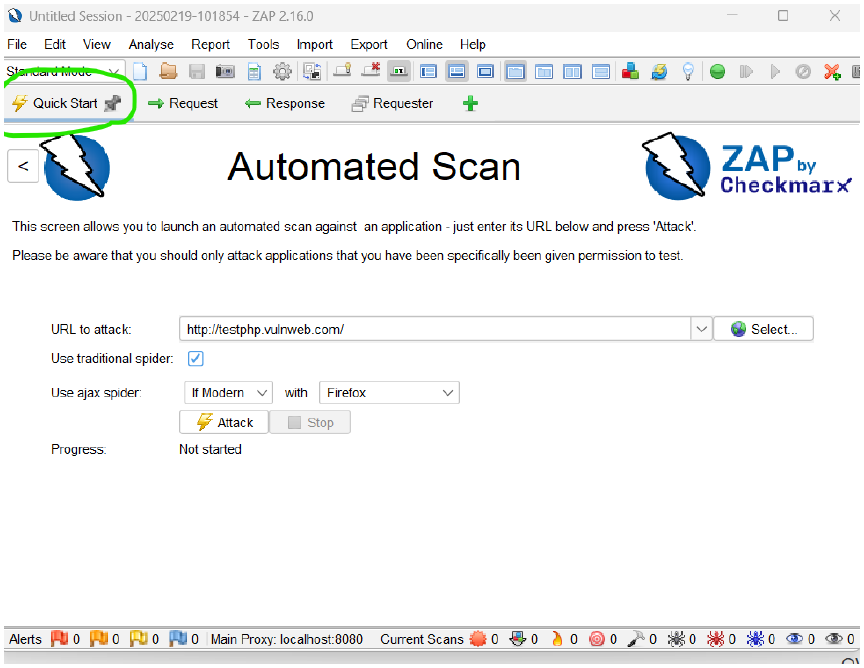 Untitled Session - 20250219-101854 - ZAP 2.16.0
File Edit View Analyse Report Tools Import Export Online Help
Standard Mode
Quick Start Request Response Requester
< Automated Scan ZAP by Checkmarx
This screen allows you to launch an automated scan against an application - just enter its URL below and press 'Attack'.
Please be aware that you should only attack applications that you have been specifically been given permission to test.
URL to attack: http://testphp.vulnweb.com/ Select...
Use traditional spider:
Use ajax spider: If Modern with Firefox
Attack Stop
Progress: Not started
Alerts 0 0 0 0 Main Proxy: localhost:8080 Current Scans 0 0 0 0 0 0 0 0 0 0